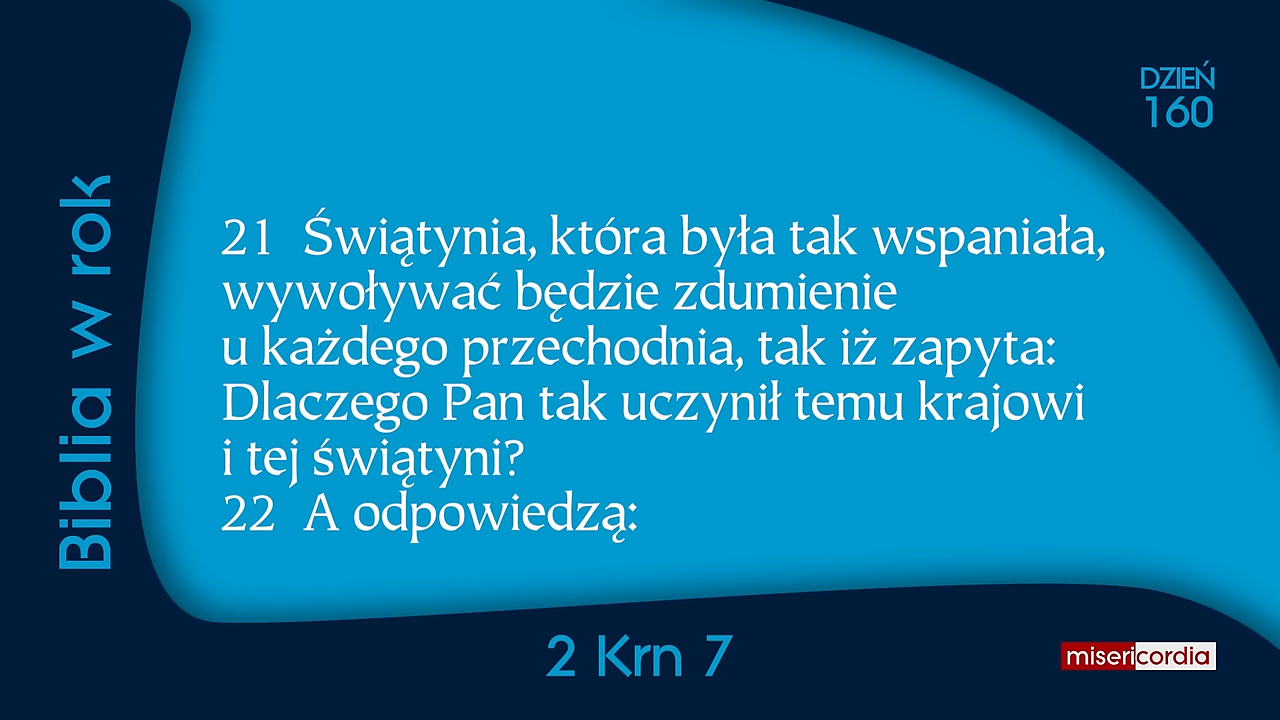 DZIEŃ
160
Biblia w rok
21 Świątynia, która była tak wspaniała,
wywoływać będzie zdumienie
u każdego przechodnia, tak iż zapyta:
Dlaczego Pan tak uczynił temu krajowi
i tej świątyni?
22 A odpowiedzą:
2 Krn 7
misericordia